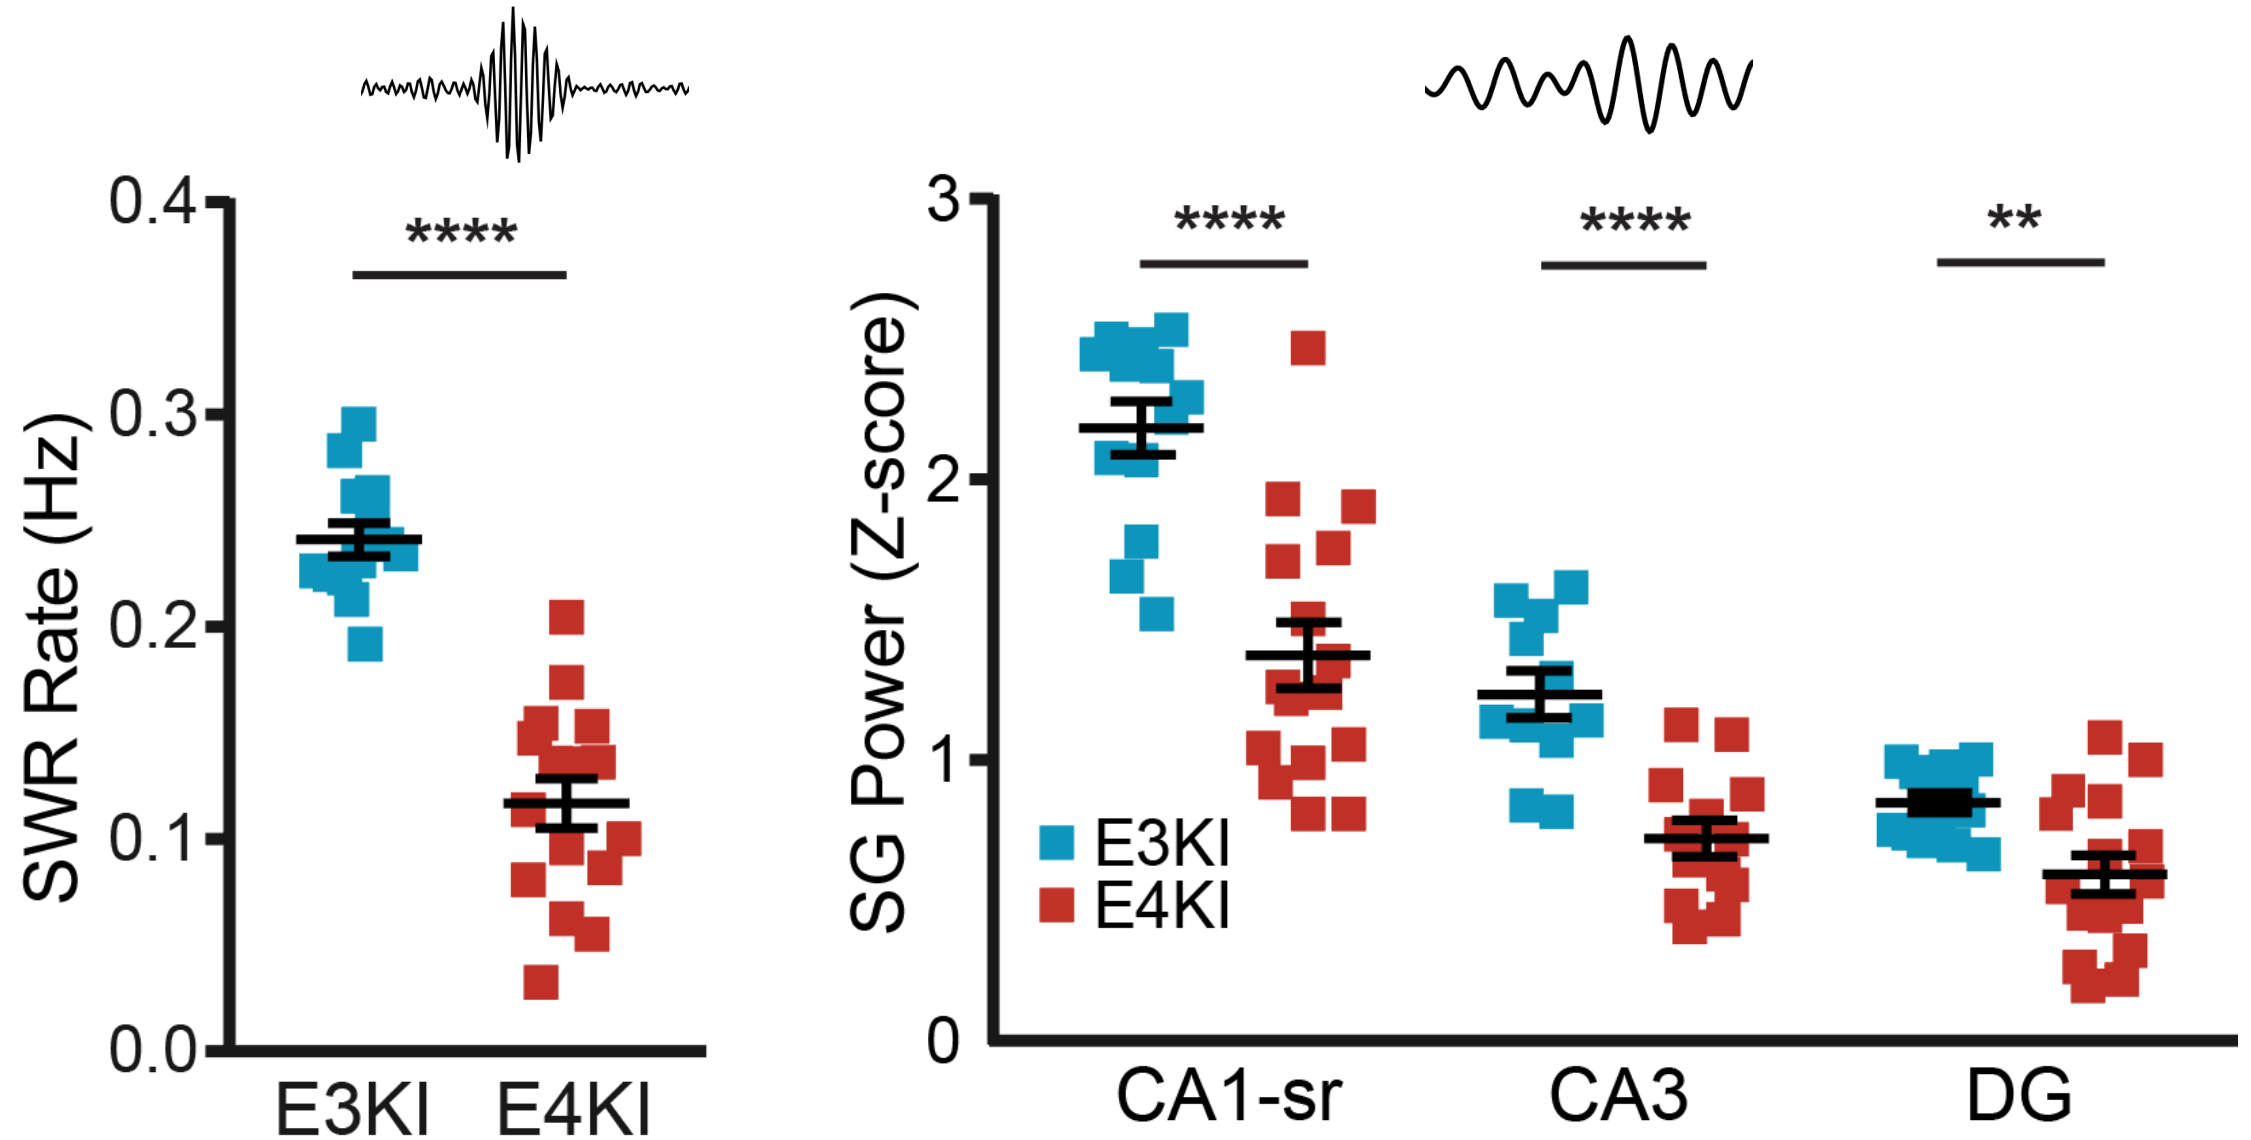 0.4
0.3
0.2
0.1
0.0
SWR Rate (Hz)
****
E3KI
E4KI
3
2
1
0
SG Power (Z-score)
****
****
**
E3KI
E4KI
CA1-sr
CA3
DG